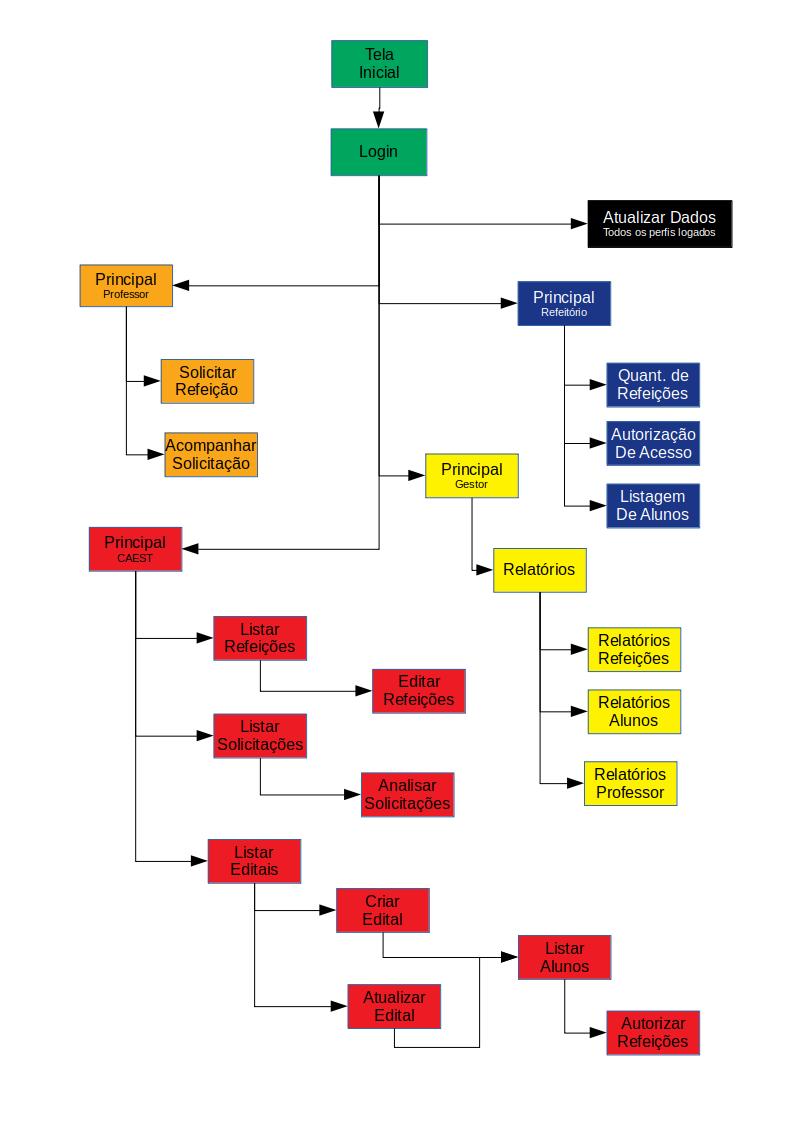 Tela
Inicial
Login
Atualizar Dados
Todos os perfis logados
Principal
Professor
Principal
Refeitório
Solicitar
Refeição
Quant. de
Refeições
Acompanhar
Solicitação
Autorização
De Acesso
Principal
Gestor
Listagem
De Alunos
Principal
CAEST
Relatórios
Listar
Refeições
Relatórios
Refeições
Editar
Refeições
Relatórios
Alunos
Listar
Solicitações
Relatórios
Professor
Analisar
Solicitações
Listar
Editais
Criar
Edital
Listar
Alunos
Atualizar
Edital
Autorizar
Refeições